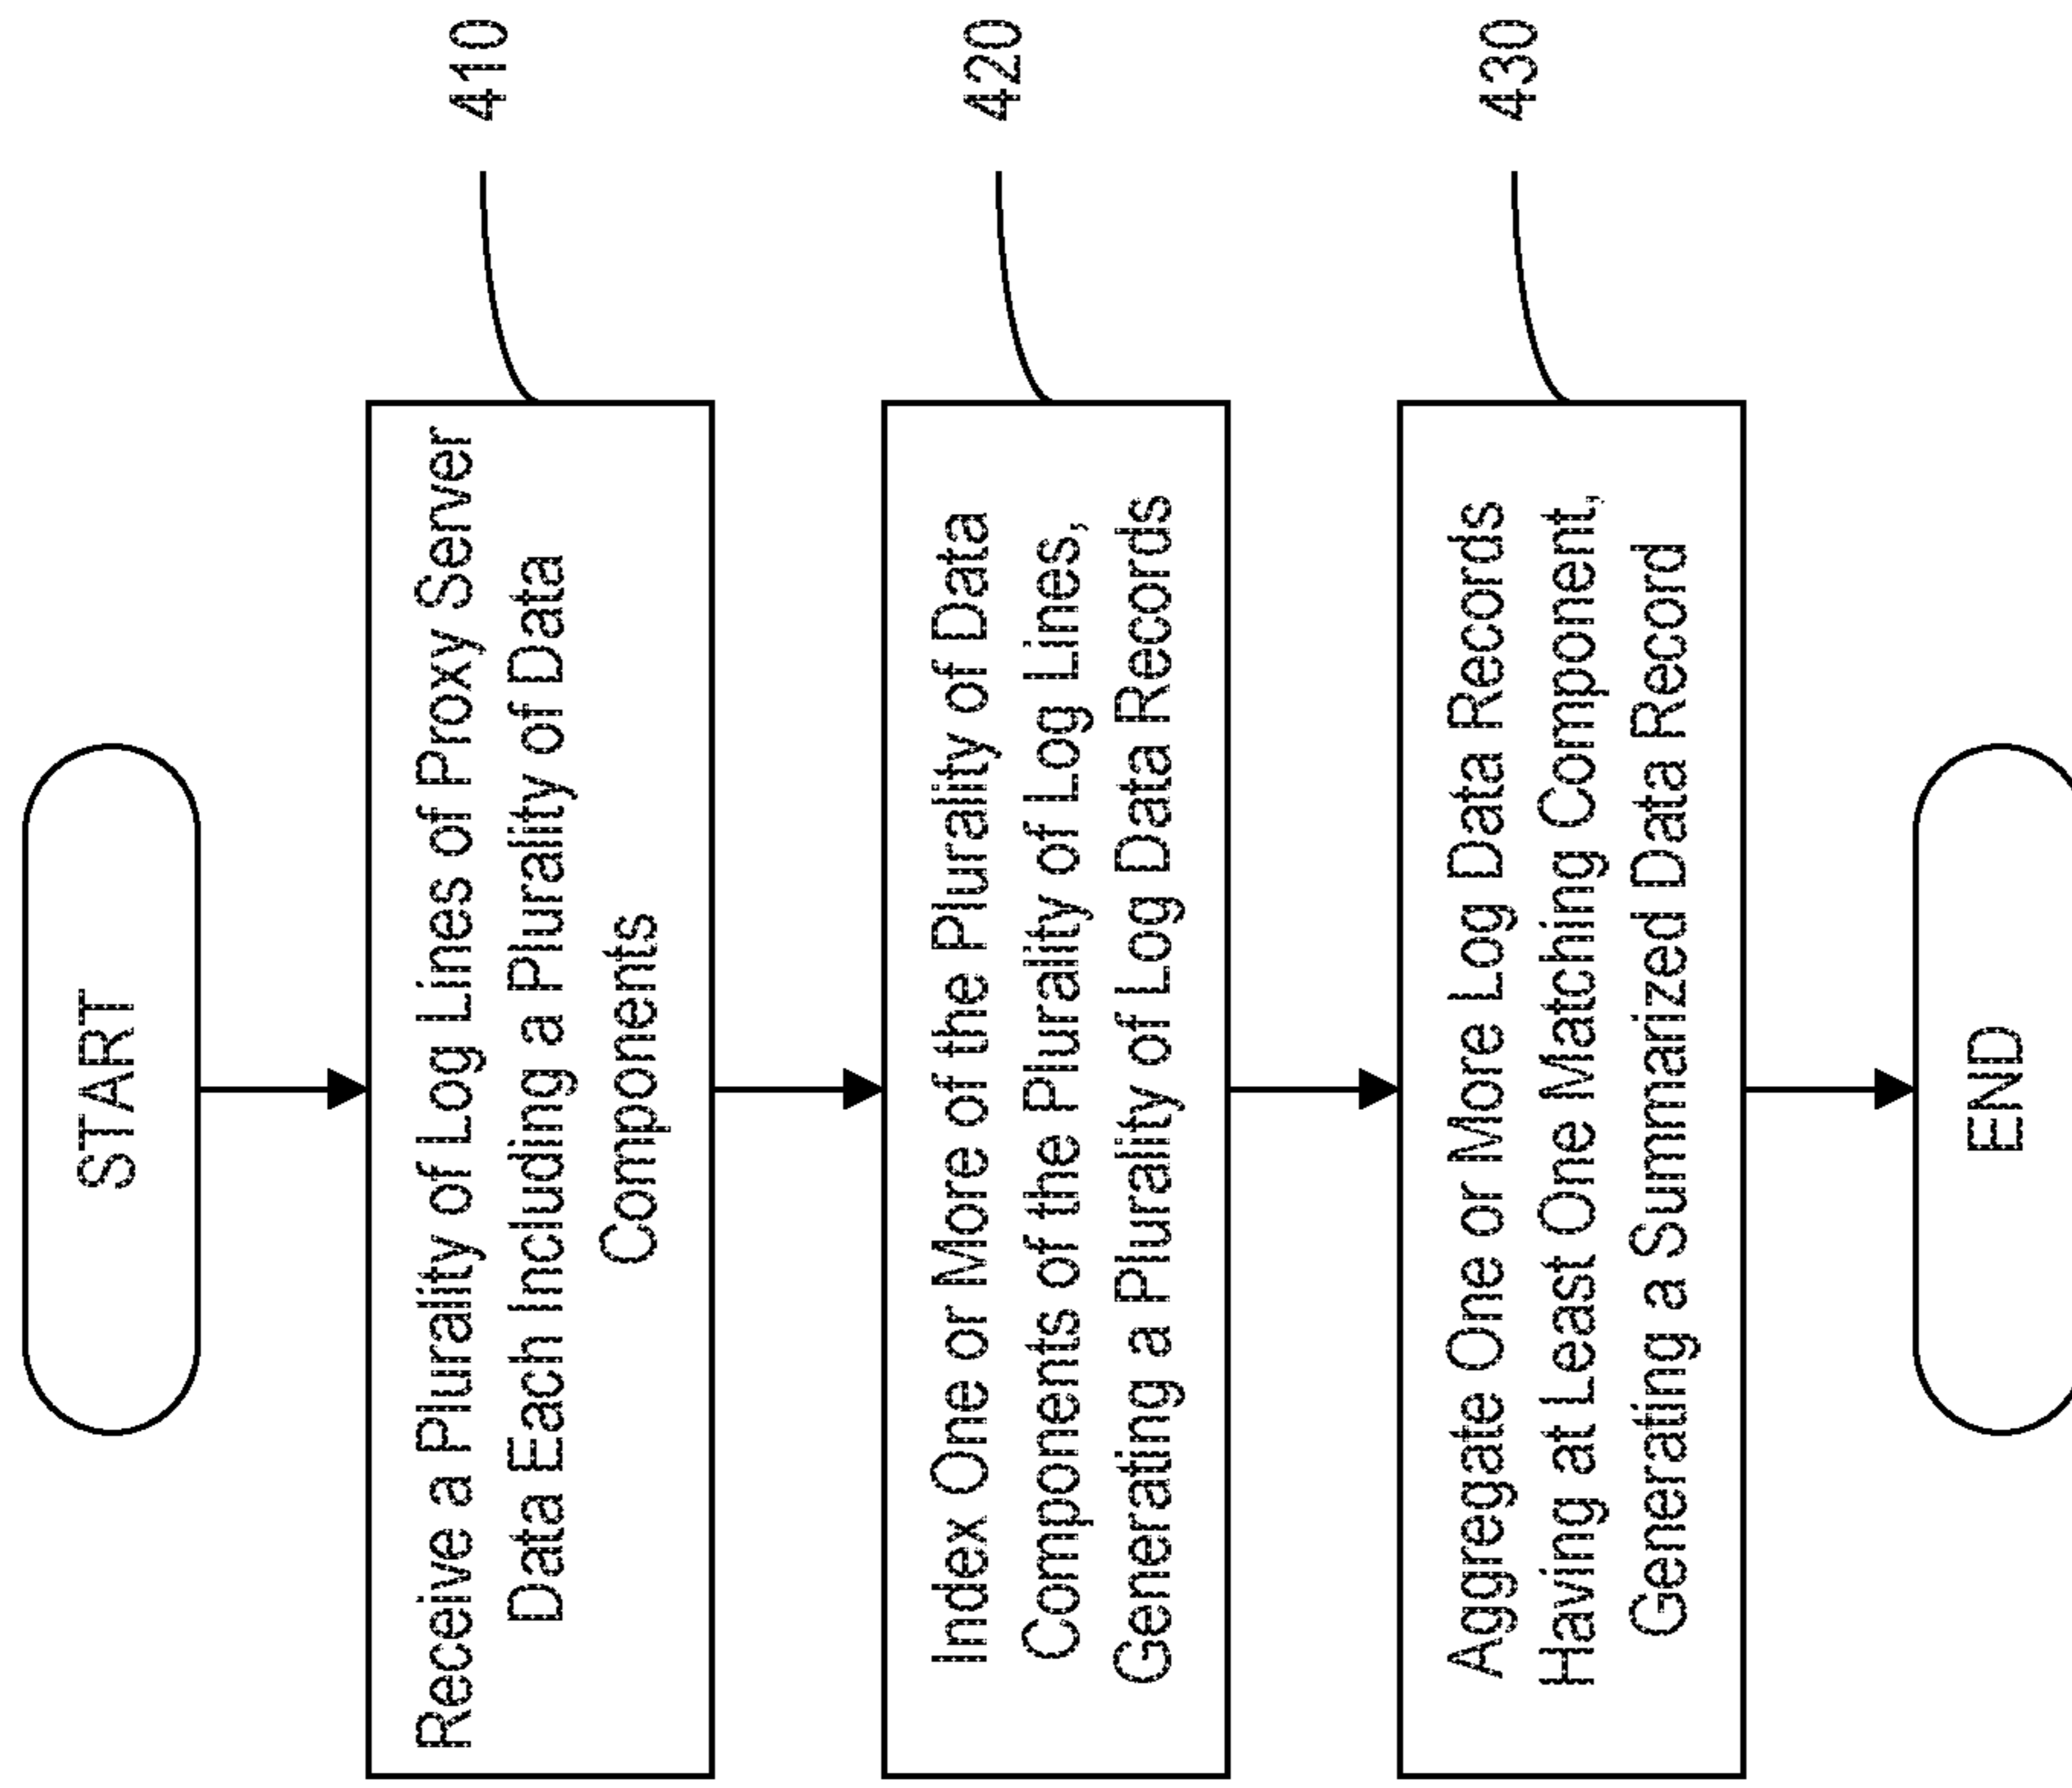 START
Receive a Plurality of Log Lines of Proxy Server
Data Each Including a Plurality of Data
Components
410
Index One or More of the Plurality of Data
Components of the Plurality of Log Lines,
Generating a Plurality of Log Data Records
420
Aggregate One or More Log Data Records
Having at Least One Matching Component,
Generating a Summarized Data Record
430
END